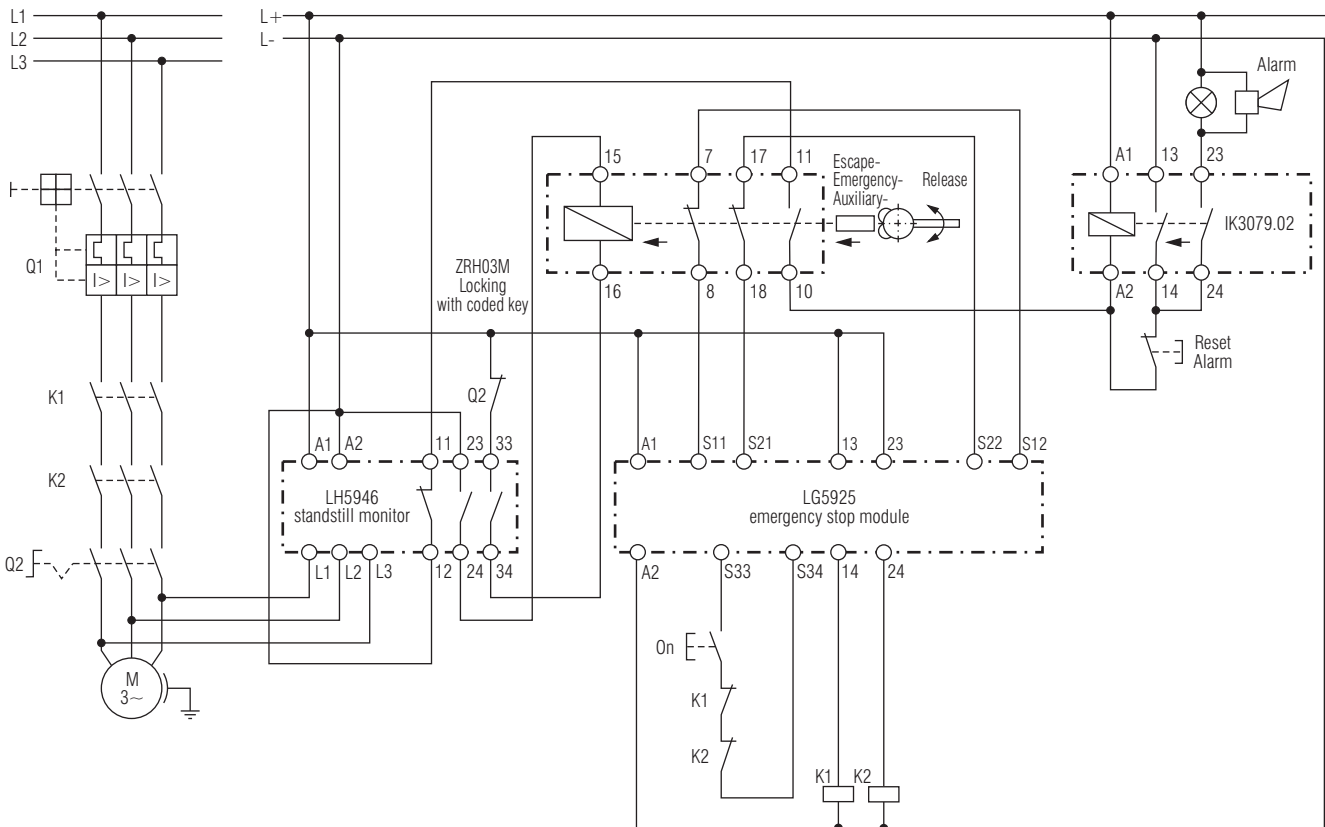 L1
L2
L3
L+
L-
Alarm
15
7
17
11
Escape-
Emergency-
Auxiliary-
Release
A1
13
23
IK3079.02
Q1
I>
I>
I>
ZRH03M
Locking
with coded key
16
8
18
10
A2
14
24
Reset
Alarm
K1
Q2
A1
A2
11
23
33
A1
S11
S21
13
23
S22
S12
K2
LH5946
standstill monitor
LG5925
emergency stop module
Q2
L1
L2
L3
12
24
34
A2
S33
S34
14
24
On
M
3~
K1
K2
K1
K2